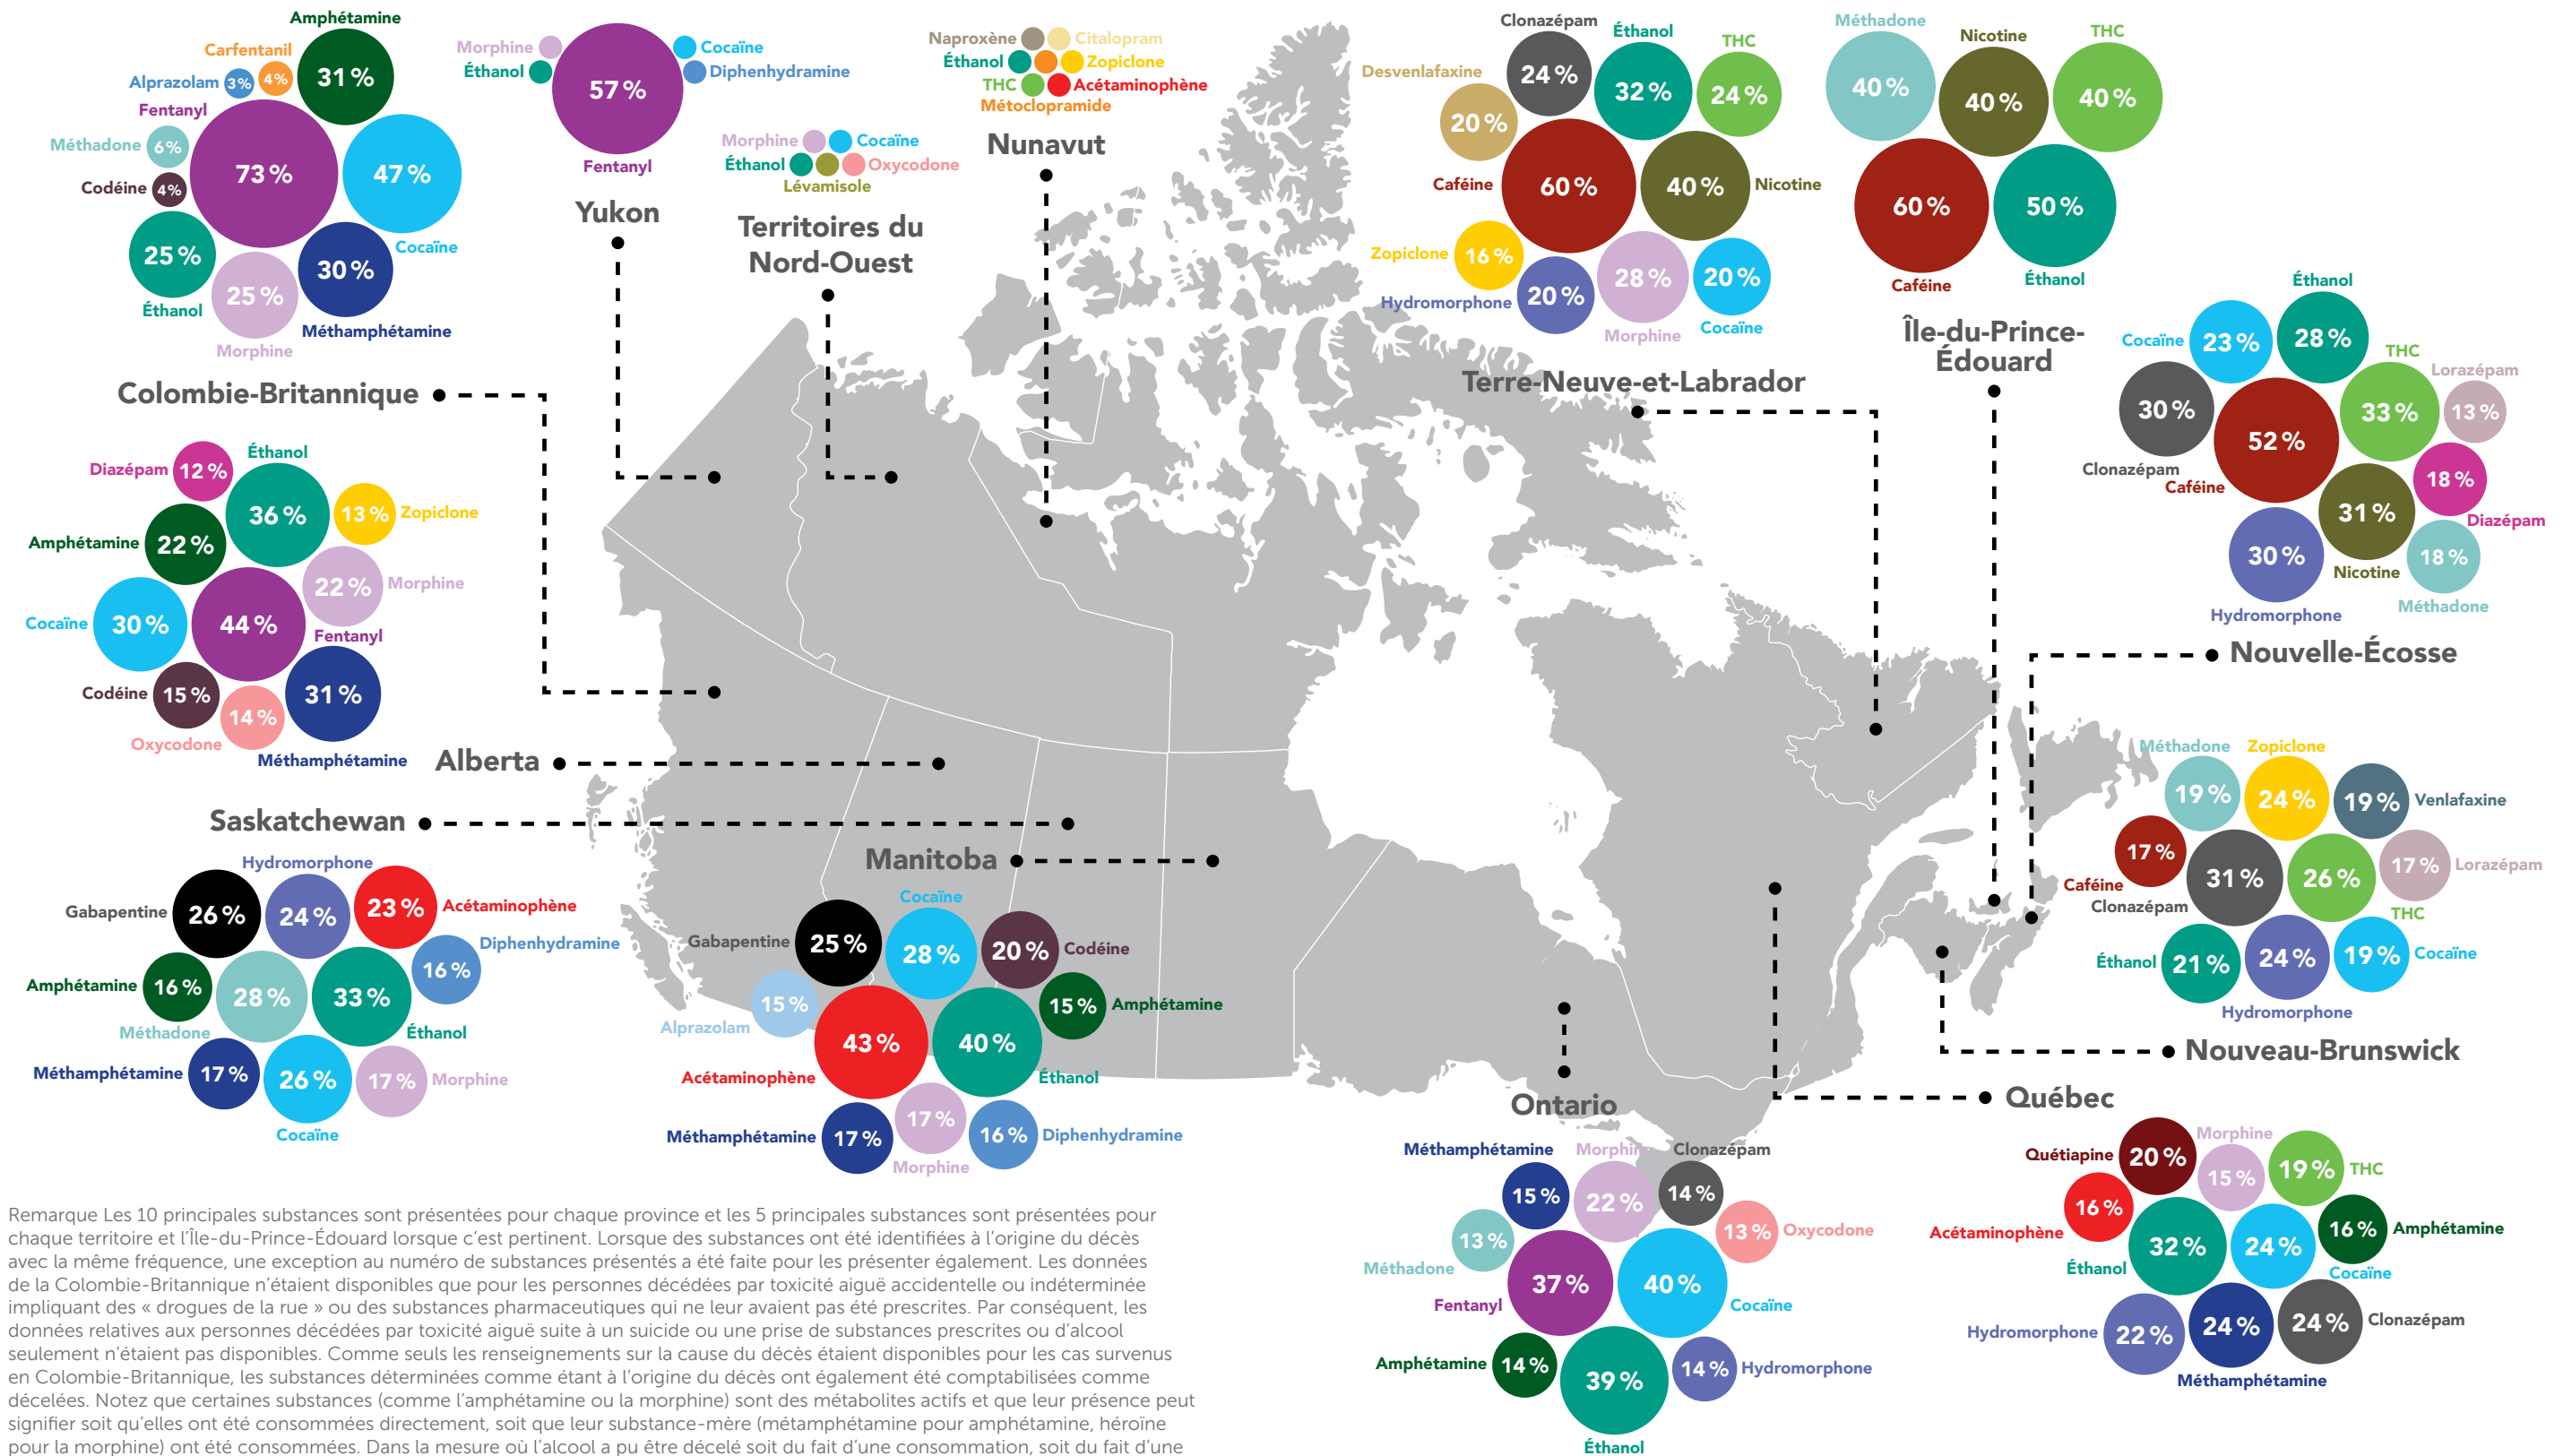 Amphétamine
31 %
Carfentanil
4 %
Alprazolam
3 %
Fentanyl
73 %
Méthadone
6 %
Codéine
4 %
47 %
Cocaïne
25 %
Éthanol
25 %
Morphine
30 %
Méthamphétamine
Colombie-Britannique
Morphine
Éthanol
57 %
Cocaïne
Diphenhydramine
Fentanyl
Yukon
Morphine
Cocaïne
Éthanol
Oxycodone
Lévamisole
Territoires du
Nord-Ouest
Naproxène
Citalopram
Éthanol
Zopiclone
THC
Acétaminophène
Métoclopramide
Nunavut
Clonazépam
24 %
Éthanol
32 %
THC
24 %
Desvenlafaxine
20 %
Caféine
60 %
40 %
Nicotine
Zopiclone
16 %
Hydromorphone
20 %
28 %
Morphine
20 %
Cocaïne
Terre-Neuve-et-Labrador
Méthadone
40 %
Nicotine
40 %
THC
40 %
60 %
Caféine
50 %
Éthanol
Île-du-Prince-
Édouard
Cocaïne
23 %
Éthanol
28 %
THC
33 %
Lorazépam
13 %
30 %
Clonazépam
52 %
Caféine
18 %
Diazépam
31 %
Nicotine
30 %
Hydromorphone
18 %
Méthadone
Nouvelle-Écosse
Diazépam
12 %
Éthanol
36 %
13 %
Zopiclone
Amphétamine
22 %
22 %
Morphine
Cocaïne
30 %
44 %
Fentanyl
Codéine
15 %
14 %
Oxycodone
31 %
Méthamphétamine
Alberta
Saskatchewan
Hydromorphone
Gabapentine
26 %
24 %
23 %
Acétaminophène
Diphenhydramine
16 %
Amphétamine
16 %
28 %
Méthadone
33 %
Éthanol
Méthamphétamine
17 %
26 %
Cocaïne
17 %
Morphine
Manitoba
Cocaïne
Gabapentine
25 %
28 %
20 %
Codéine
15 %
Alprazolam
15 %
Amphétamine
43 %
Acétaminophène
40 %
Éthanol
Méthamphétamine
17 %
17 %
Morphine
16 %
Diphenhydramine
Méthadone
19 %
Zopiclone
24 %
19 %
Venlafaxine
17 %
Caféine
31 %
Clonazépam
26 %
THC
17 %
Lorazépam
Éthanol
21 %
24 %
Hydromorphone
19 %
Cocaïne
Nouveau-Brunswick
Ontario
Méthamphétamine
15 %
Morphine
22 %
Clonazépam
14 %
13 %
Oxycodone
13 %
Méthadone
Fentanyl
37 %
40 %
Cocaïne
Amphétamine
14 %
39 %
Éthanol
14 %
Hydromorphone
Québec
Quétiapine
20 %
Morphine
15 %
19 %
THC
16 %
Acétaminophène
32 %
Éthanol
24 %
Cocaïne
16 %
Amphétamine
Hydromorphone
22 %
24 %
Méthamphétamine
24 %
Clonazépam
Remarque Les 10 principales substances sont présentées pour chaque province et les 5 principales substances sont présentées pour
chaque territoire et l’Île-du-Prince-Édouard lorsque c’est pertinent. Lorsque des substances ont été identifiées à l’origine du décès
avec la même fréquence, une exception au numéro de substances présentés a été faite pour les présenter également. Les données
de la Colombie-Britannique n’étaient disponibles que pour les personnes décédées par toxicité aiguë accidentelle ou indéterminée
impliquant des « drogues de la rue » ou des substances pharmaceutiques qui ne leur avaient pas été prescrites. Par conséquent, les
données relatives aux personnes décédées par toxicité aiguë suite à un suicide ou une prise de substances prescrites ou d’alcool
seulement n’étaient pas disponibles. Comme seuls les renseignements sur la cause du décès étaient disponibles pour les cas survenus
en Colombie-Britannique, les substances déterminées comme étant à l’origine du décès ont également été comptabilisées comme
décelées. Notez que certaines substances (comme l’amphétamine ou la morphine) sont des métabolites actifs et que leur présence peut
signifier soit qu’elles ont été consommées directement, soit que leur substance-mère (métamphétamine pour amphétamine, héroïne
pour la morphine) ont été consommées. Dans la mesure où l’alcool a pu être décelé soit du fait d’une consommation, soit du fait d’une